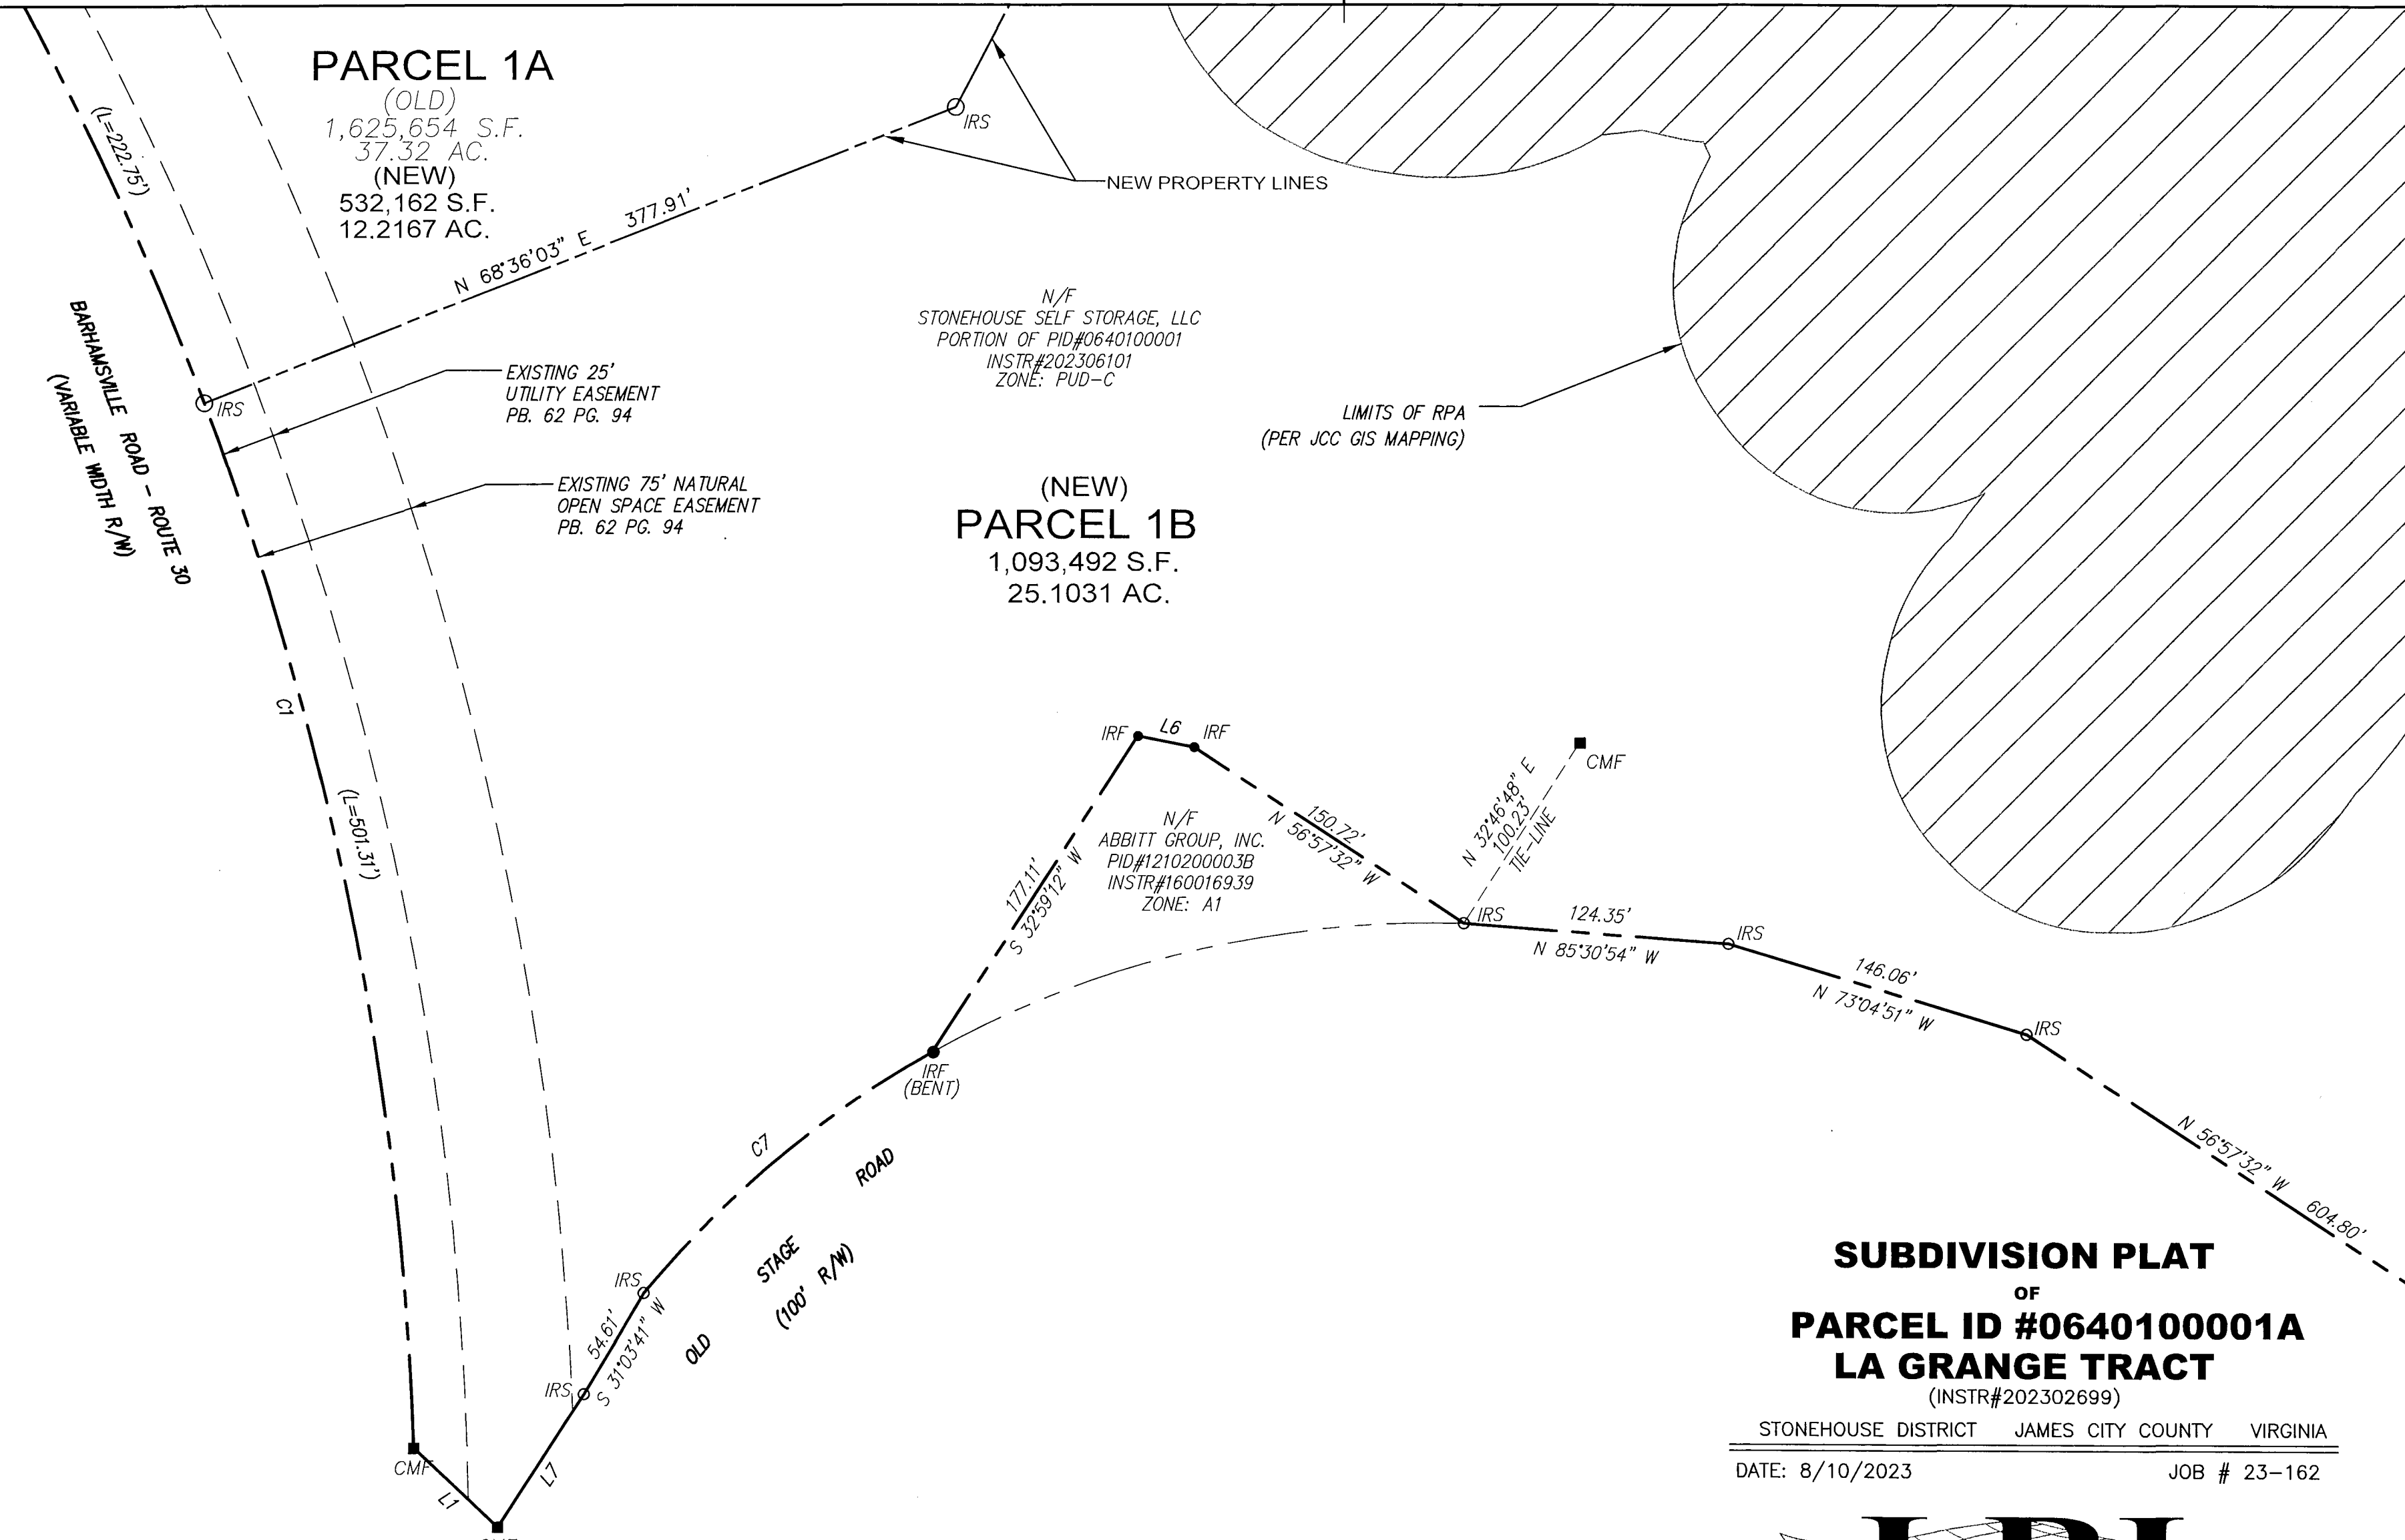 PARCEL 1A
(OLD)
1,625,654 S.F.
37.32 AC.
(NEW)
532,162 S.F.
12.2167 AC.
(L=222.75')
IRS
NEW PROPERTY LINES
N 68°36'03" E 377.91'
BARHAMSVILLE ROAD - ROUTE 30
(VARIABLE WIDTH R/W)
IRS
EXISTING 25'
UTILITY EASEMENT
PB. 62 PG. 94
EXISTING 75' NATURAL
OPEN SPACE EASEMENT
PB. 62 PG. 94
N/F
STONEHOUSE SELF STORAGE, LLC
PORTION OF PID#0640100001
INSTR#202306101
ZONE: PUD-C
LIMITS OF RPA
(PER JCC GIS MAPPING)
(NEW)
PARCEL 1B
1,093,492 S.F.
25.1031 AC.
C1
(L=501.31')
IRF
L6
IRF
CMF
N 32°46'48" E
100.23'
TIE-LINE
150.72'
N 56°57'32" W
N/F
ABBITT GROUP, INC.
PID#1210200003B
INSTR#160016939
ZONE: A1
177.11'
S 32°59'12" W
IRS
124.35'
N 85°30'54" W
IRS
146.06'
N 73°04'51" W
IRS
N 56°57'32" W
604.80'
IRF
(BENT)
C7
OLD STAGE ROAD
(100' R/W)
IRS
54.61'
S 31°03'41" W
IRS
CMF
L1
L7
SUBDIVISION PLAT
OF
PARCEL ID #0640100001A
LA GRANGE TRACT
(INSTR#202302699)
STONEHOUSE DISTRICT JAMES CITY COUNTY VIRGINIA
DATE: 8/10/2023 JOB # 23-162